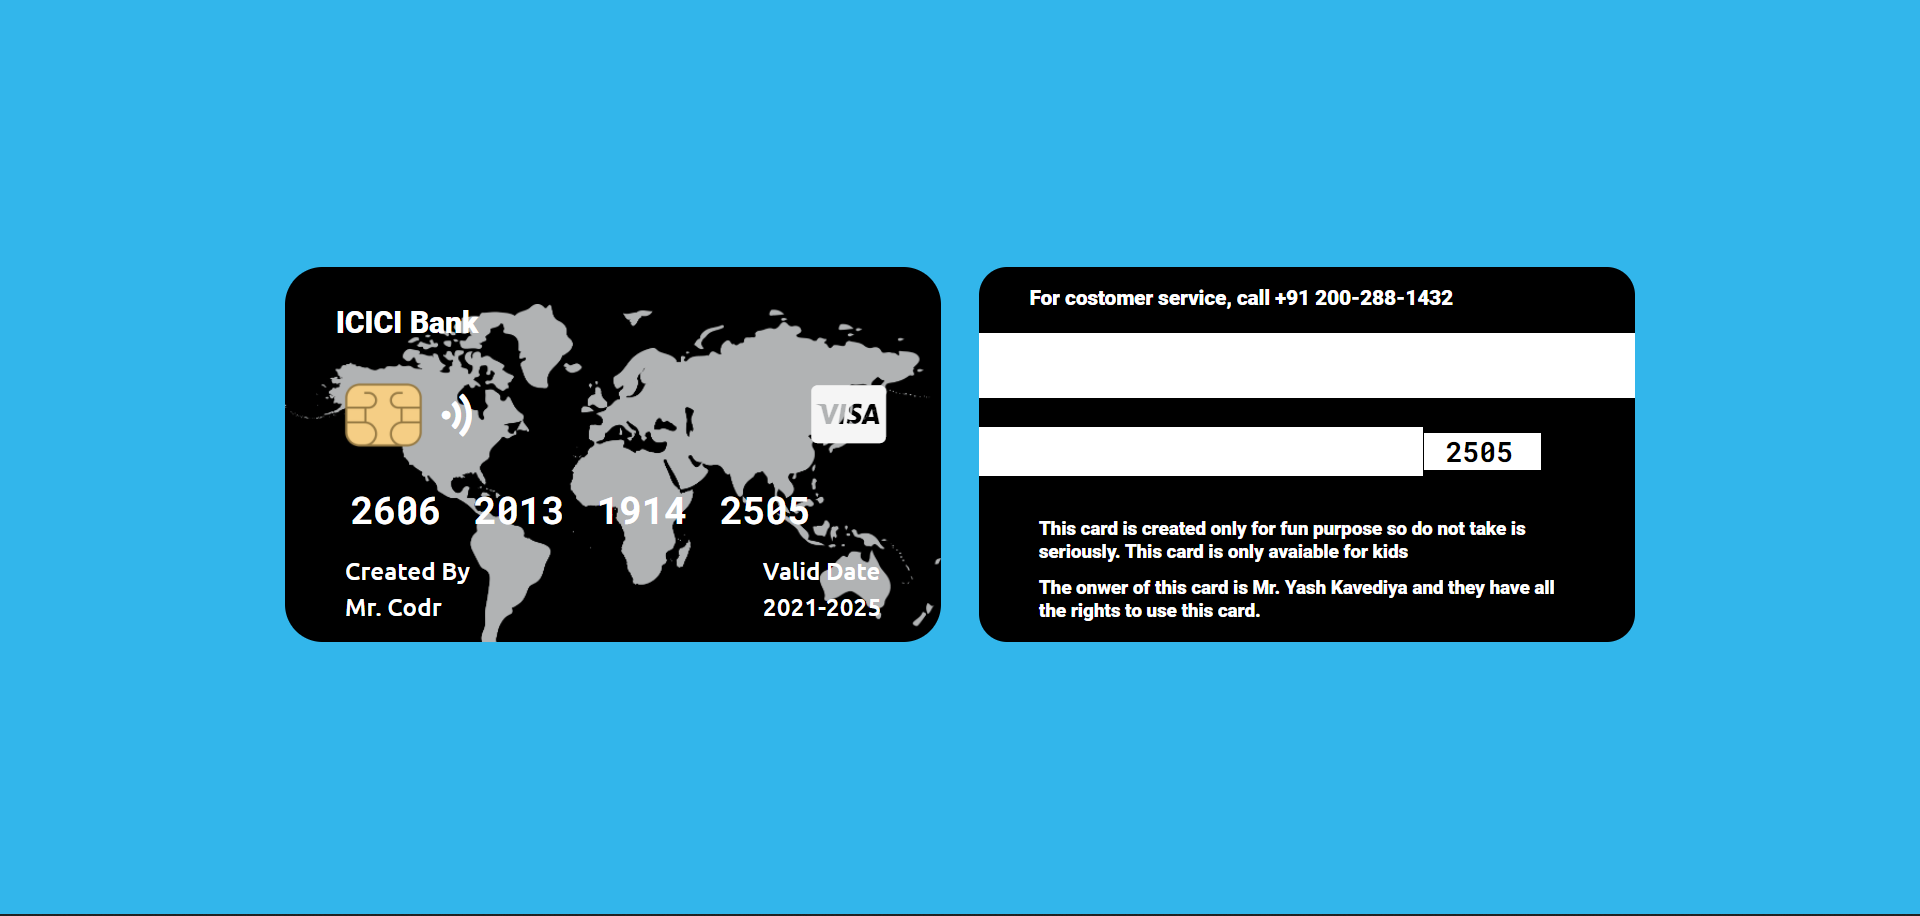 ICICI Bank
VISA
2606 2013 1914 2505
Created By
Mr. Codr
Valid Date
2021-2025
For costomer service, call +91 200-288-1432
2505
This card is created only for fun purpose so do not take is
seriously. This card is only avaiable for kids
The onwer of this card is Mr. Yash Kavediya and they have all
the rights to use this card.